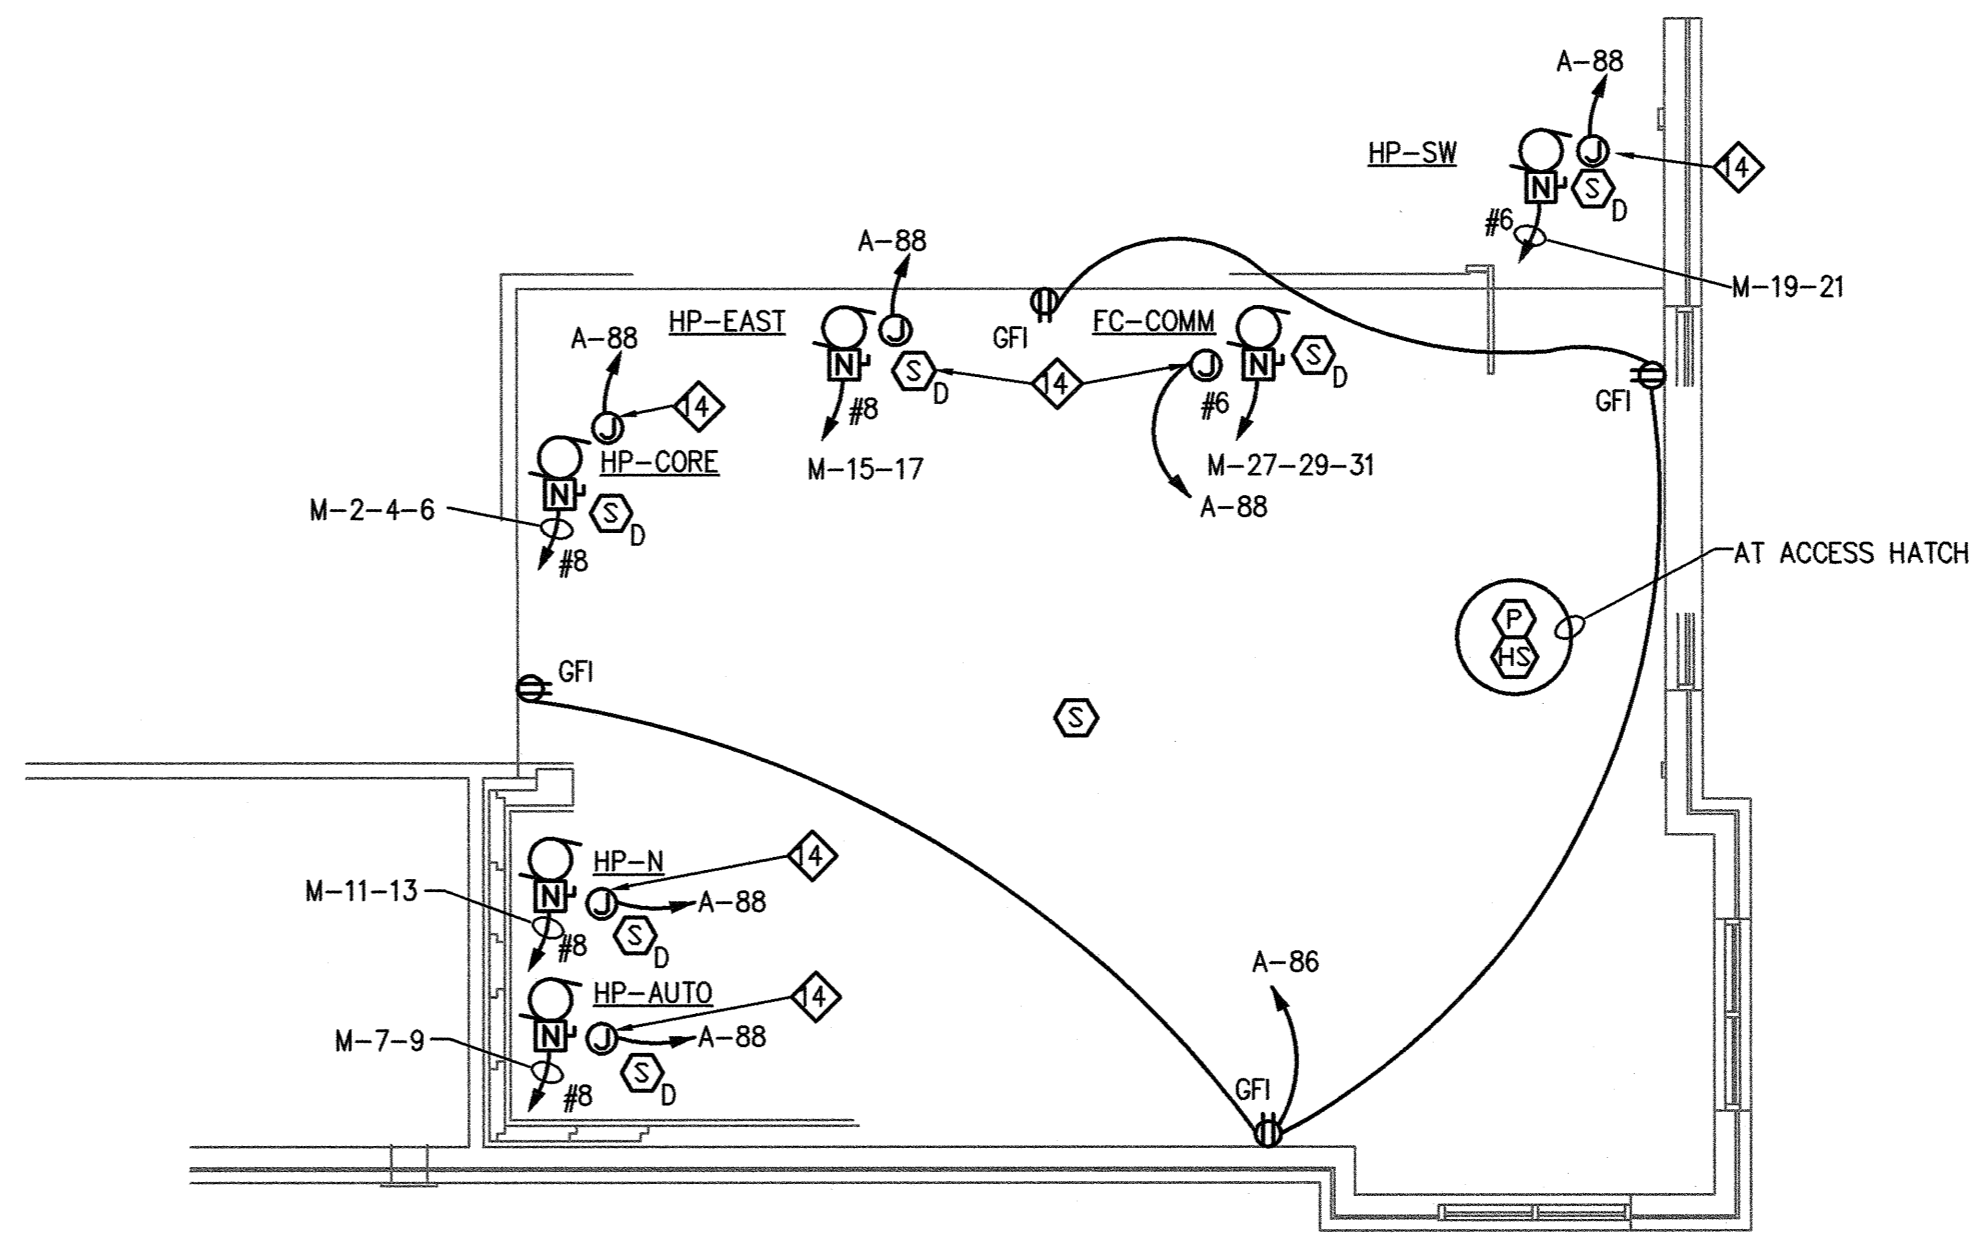 A-88
HP-SW
J
14
N
S
D
#6
M-19-21
A-88
HP-EAST
J
N
S
D
#8
M-15-17
GFI
14
FC-COMM
J
N
S
D
#6
M-27-29-31
A-88
GFI
A-88
J
14
HP-CORE
N
S
D
M-2-4-6
#8
AT ACCESS HATCH
P
HS
GFI
S
HP-N
14
M-11-13
N
J
A-88
S
D
#8
HP-AUTO
14
M-7-9
N
J
A-88
S
D
#8
A-86
GFI